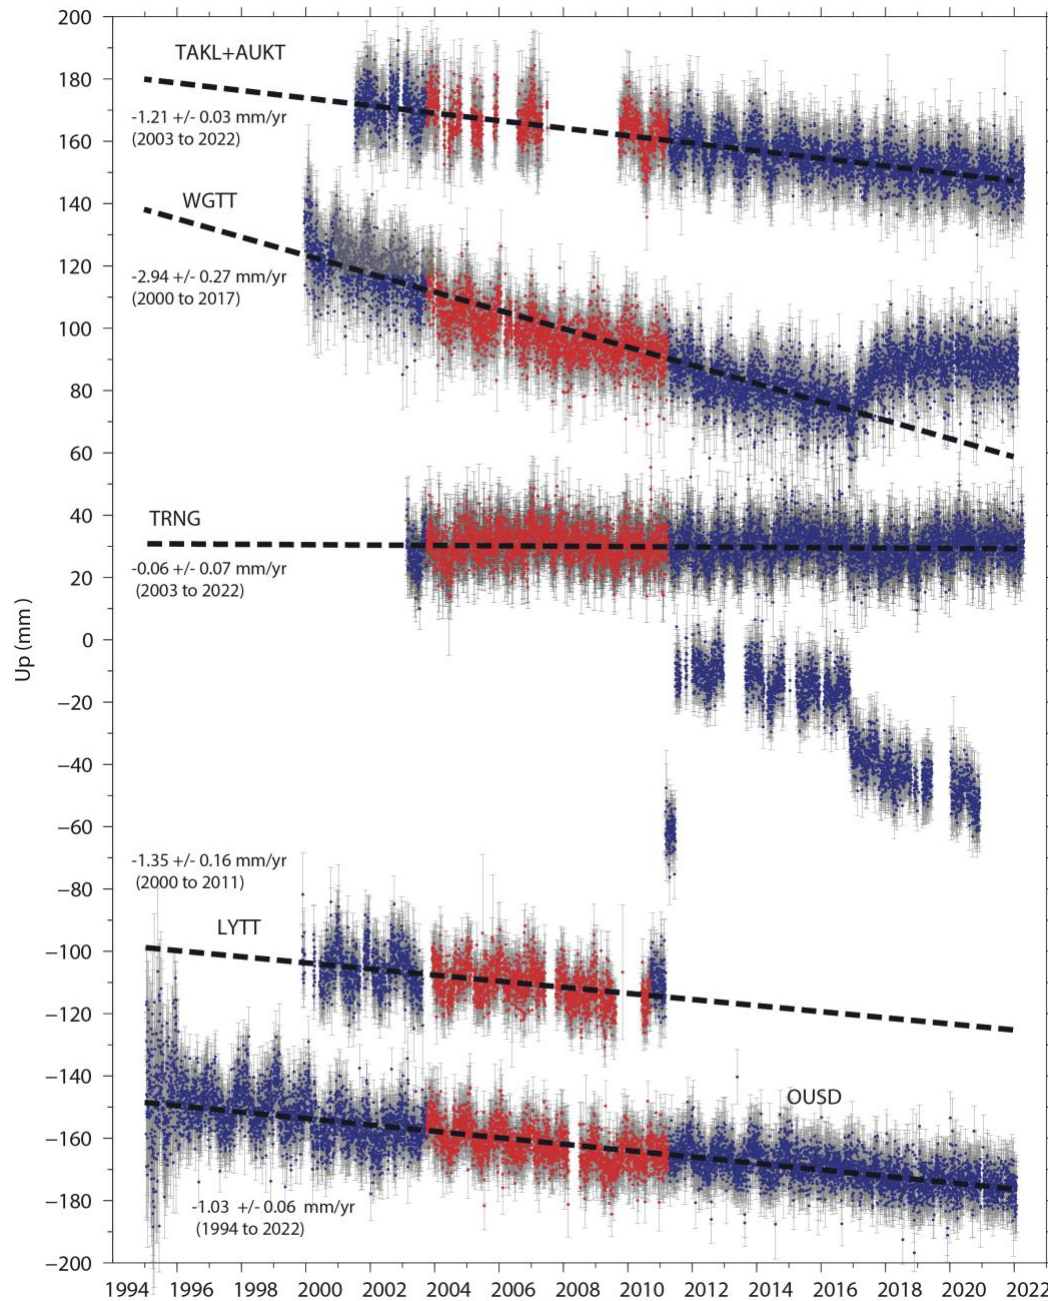 200
180
160
140
120
100
80
60
40
20
0
−20
−40
−60
−80
−100
−120
−140
−160
−180
−200
Up (mm)
TAKL+AUKT
-1.21 +/- 0.03 mm/yr
(2003 to 2022)
WGTT
-2.94 +/- 0.27 mm/yr
(2000 to 2017)
TRNG
-0.06 +/- 0.07 mm/yr
(2003 to 2022)
-1.35 +/- 0.16 mm/yr
(2000 to 2011)
LYTT
OUSD
-1.03 +/- 0.06 mm/yr
(1994 to 2022)
1994 1996 1998 2000 2002 2004 2006 2008 2010 2012 2014 2016 2018 2020 2022